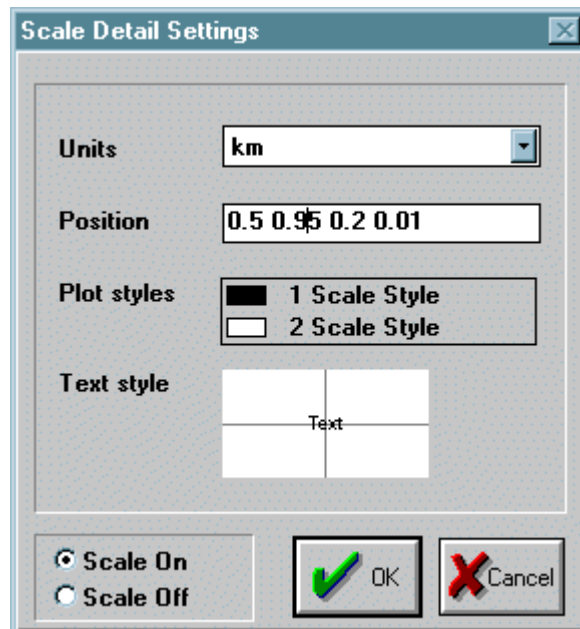 Scale Detail Settings
Units km
Position 0.5 0.95 0.2 0.01
Plot styles 1 Scale Style
2 Scale Style
Text style
Text
Scale On
Scale Off
OK Cancel